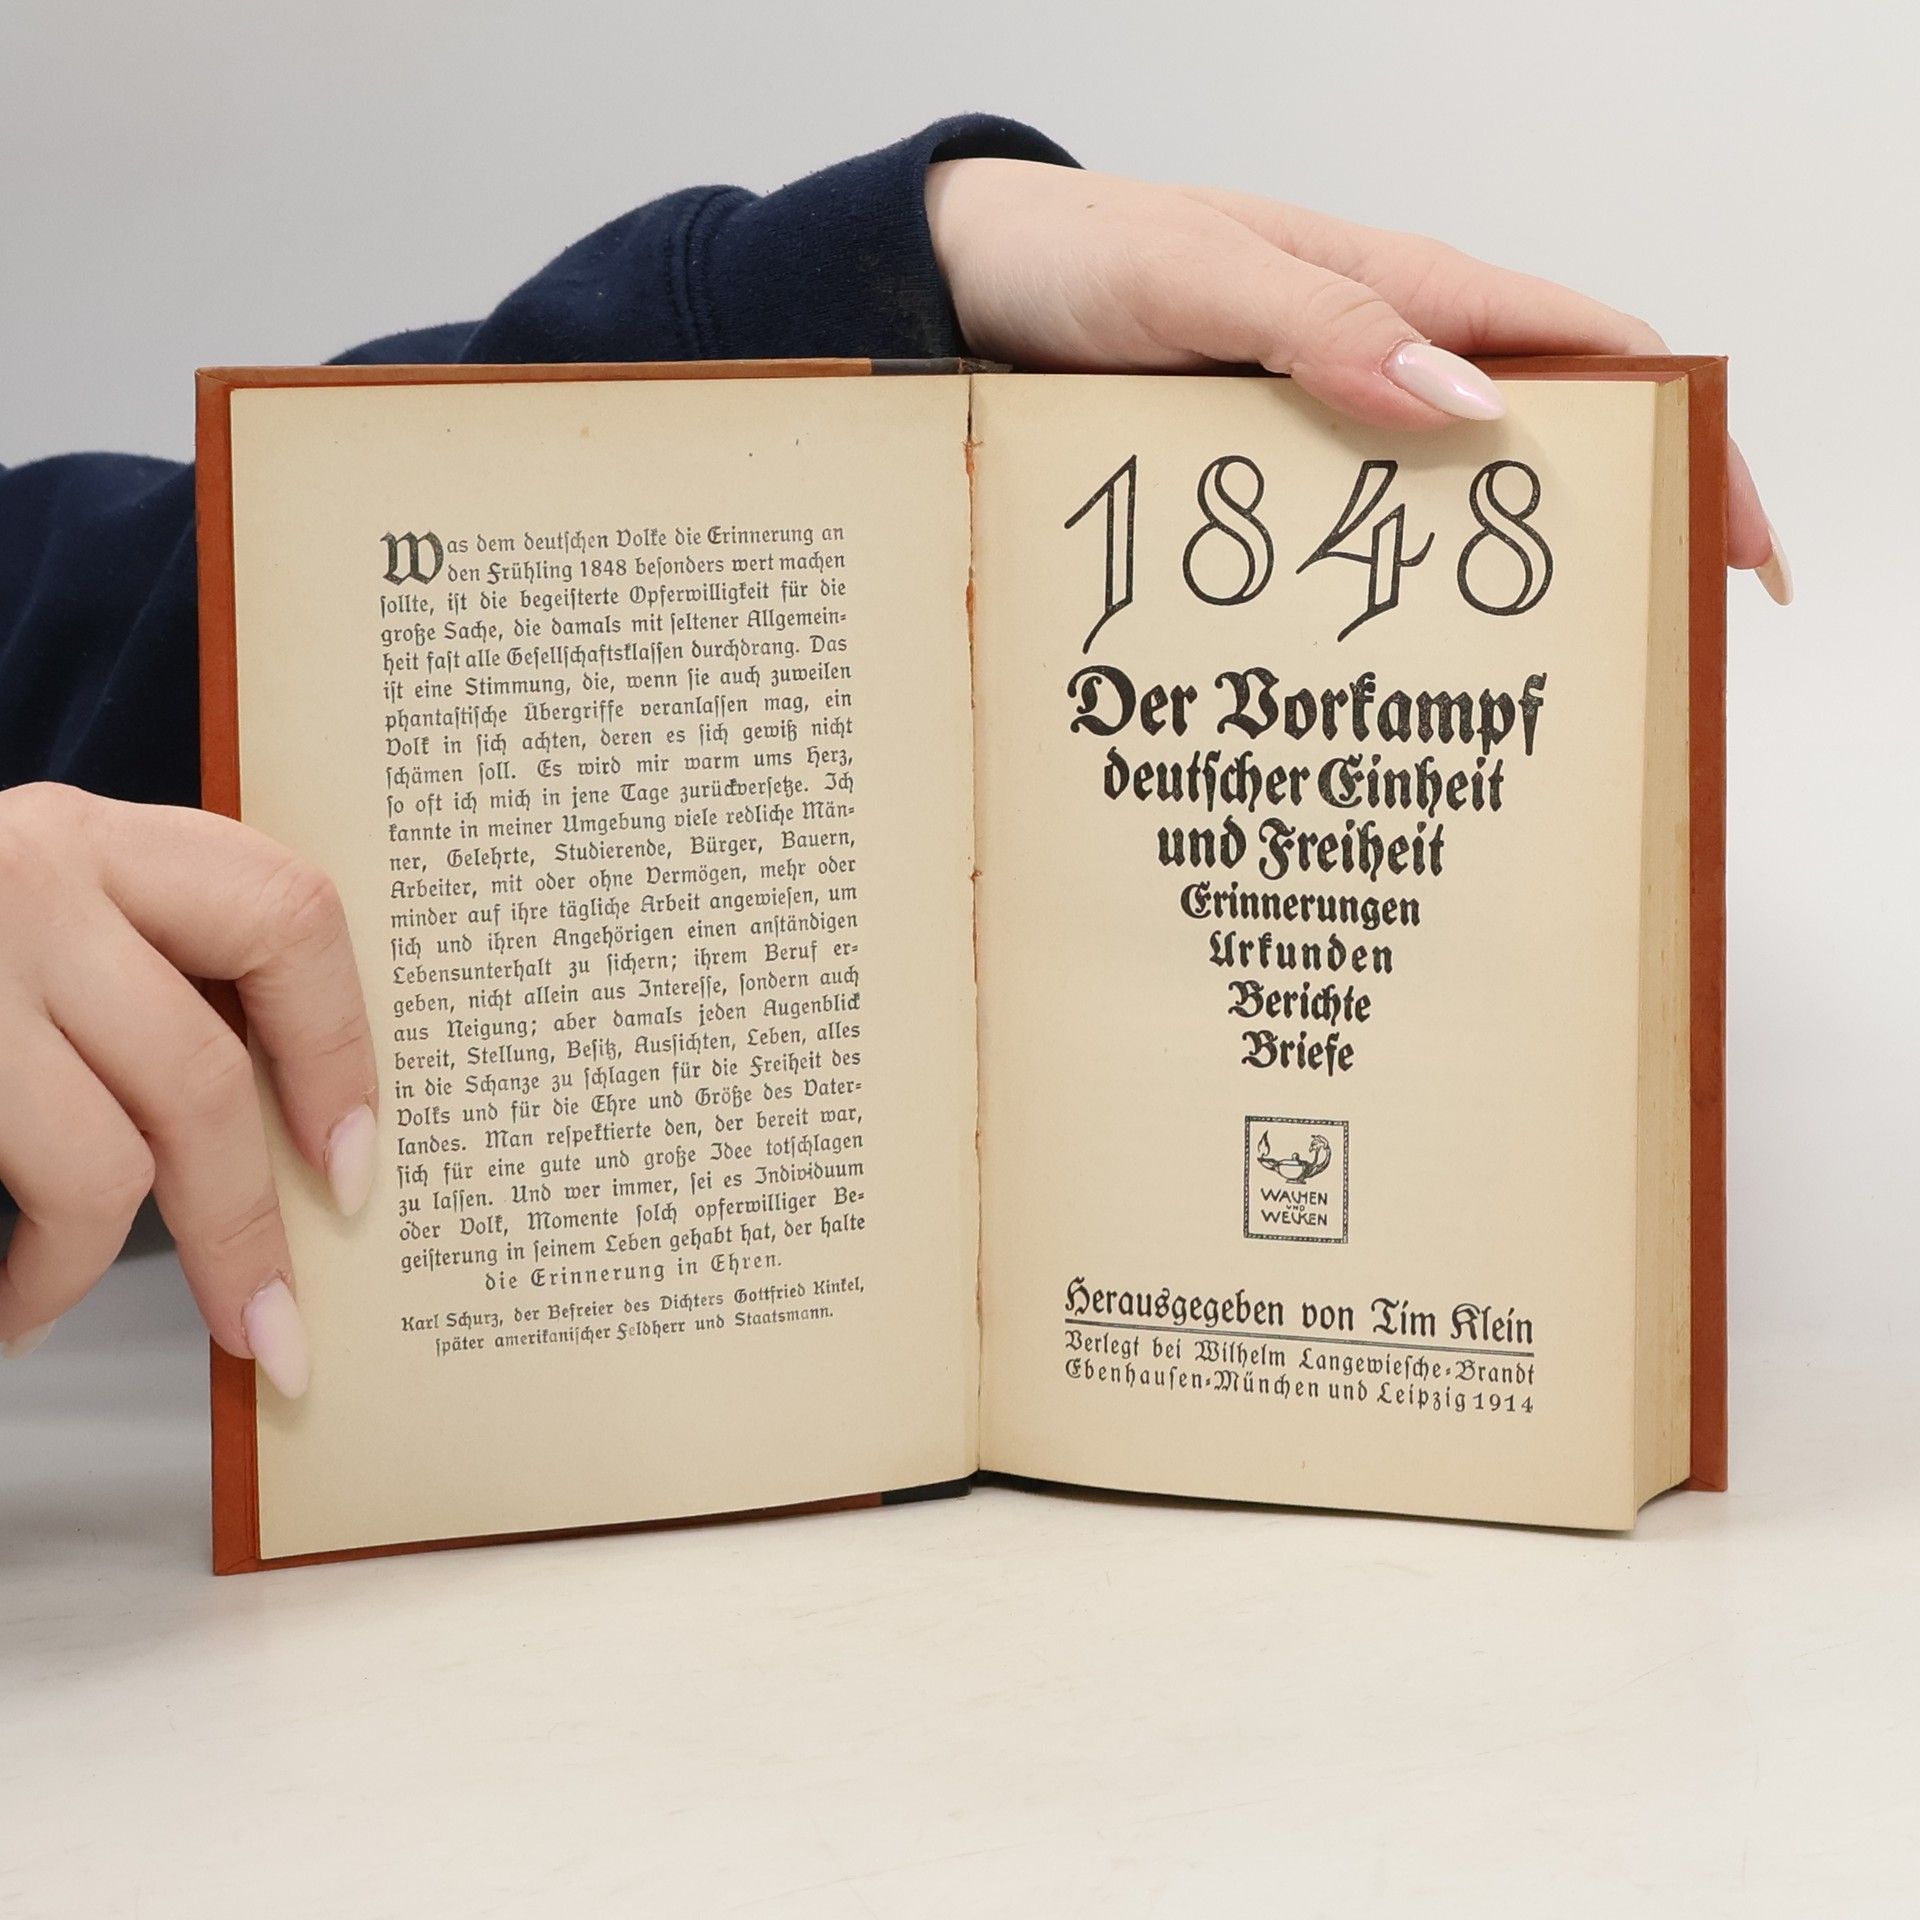 Was dem deutſchen Volke die Erinnerung an
den Frühling 1848 beſonders wert machen
ſollte, iſt die begeiſterte Opferwilligkeit für die
große Sache, die damals mit ſeltener Allgemein-
heit faſt alle Geſellſchaftsklaſſen durchdrang. Das
iſt eine Stimmung, die, wenn ſie auch zuweilen
phantaſtiſche Übergriffe veranlaſſen mag, ein
Volk in ſich achten, deren es ſich gewiß nicht
ſchämen ſoll. Es wird mir warm ums Herz,
ſo oft ich mich in jene Tage zurückverſetze. Ich
kannte in meiner Umgebung viele redliche Män-
ner, Gelehrte, Studierende, Bürger, Bauern,
Arbeiter, mit oder ohne Vermögen, mehr oder
minder auf ihre tägliche Arbeit angewieſen, um
ſich und ihren Angehörigen einen anſtändigen
Lebensunterhalt zu ſichern; ihrem Beruf er-
geben, nicht allein aus Intereſſe, ſondern auch
aus Neigung; aber damals jeden Augenblick
bereit, Stellung, Beſitz, Ausſichten, Leben, alles
in die Schanze zu ſchlagen für die Freiheit des
Volks und für die Ehre und Größe des Vater-
landes. Man reſpektierte den, der bereit war,
ſich für eine gute und große Idee totſchlagen
zu laſſen. Und wer immer, ſei es Individuum
oder Volk, Momente ſolch opferwilliger Be-
geiſterung in ſeinem Leben gehabt hat, der halte
die Erinnerung in Ehren.
Karl Schurz, der Befreier des Dichters Gottfried Kinkel,
ſpäter amerikaniſcher Feldherr und Staatsmann.
1848
Der Vorkampf
deutſcher Einheit
und Freiheit
Erinnerungen
Urkunden
Berichte
Briefe
WACHEN
UND
WECKEN
Herausgegeben von Tim Klein
Verlegt bei Wilhelm Langewieſche-Brandt
Ebenhauſen-München und Leipzig 1914